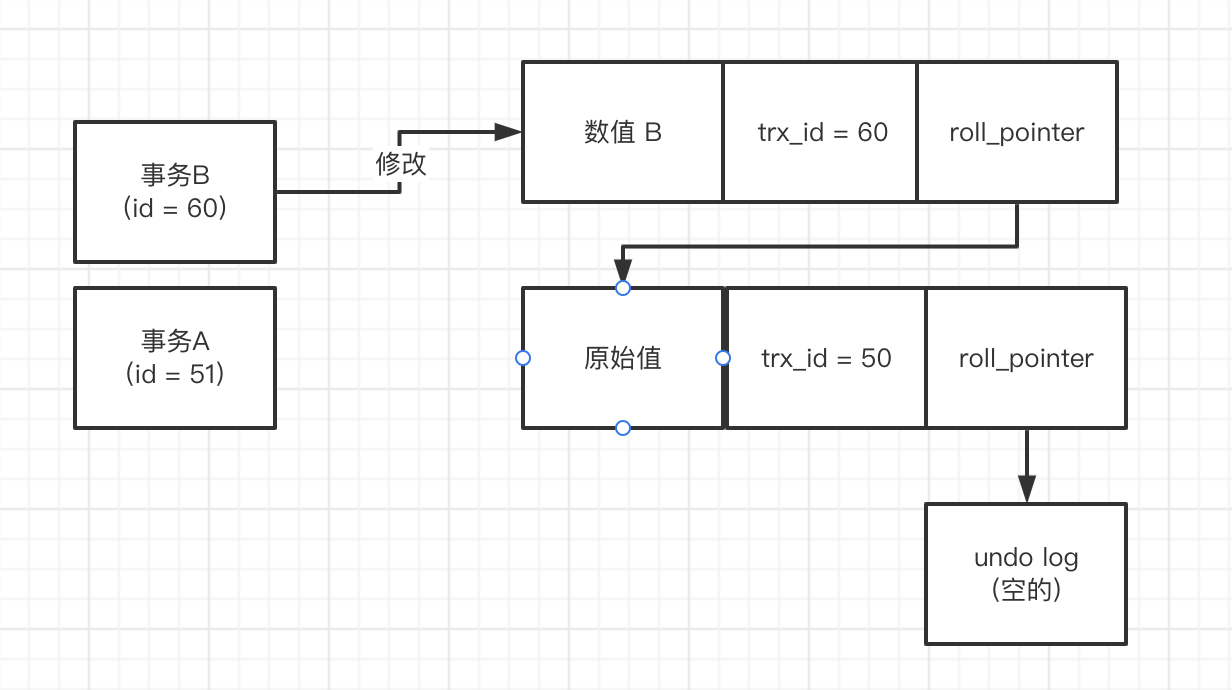 数值 B
trx_id = 60
roll_pointer
修改
事务B
(id = 60)
事务A
(id = 51)
原始值
trx_id = 50
roll_pointer
undo log
(空的)